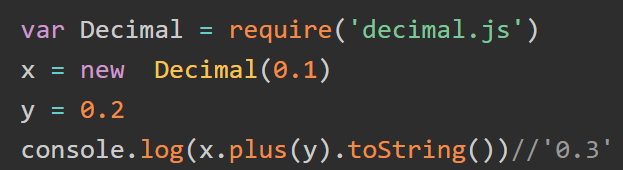 var Decimal = require('decimal.js')
x = new  Decimal(0.1)
y = 0.2
console.log(x.plus(y).toString())//'0.3'